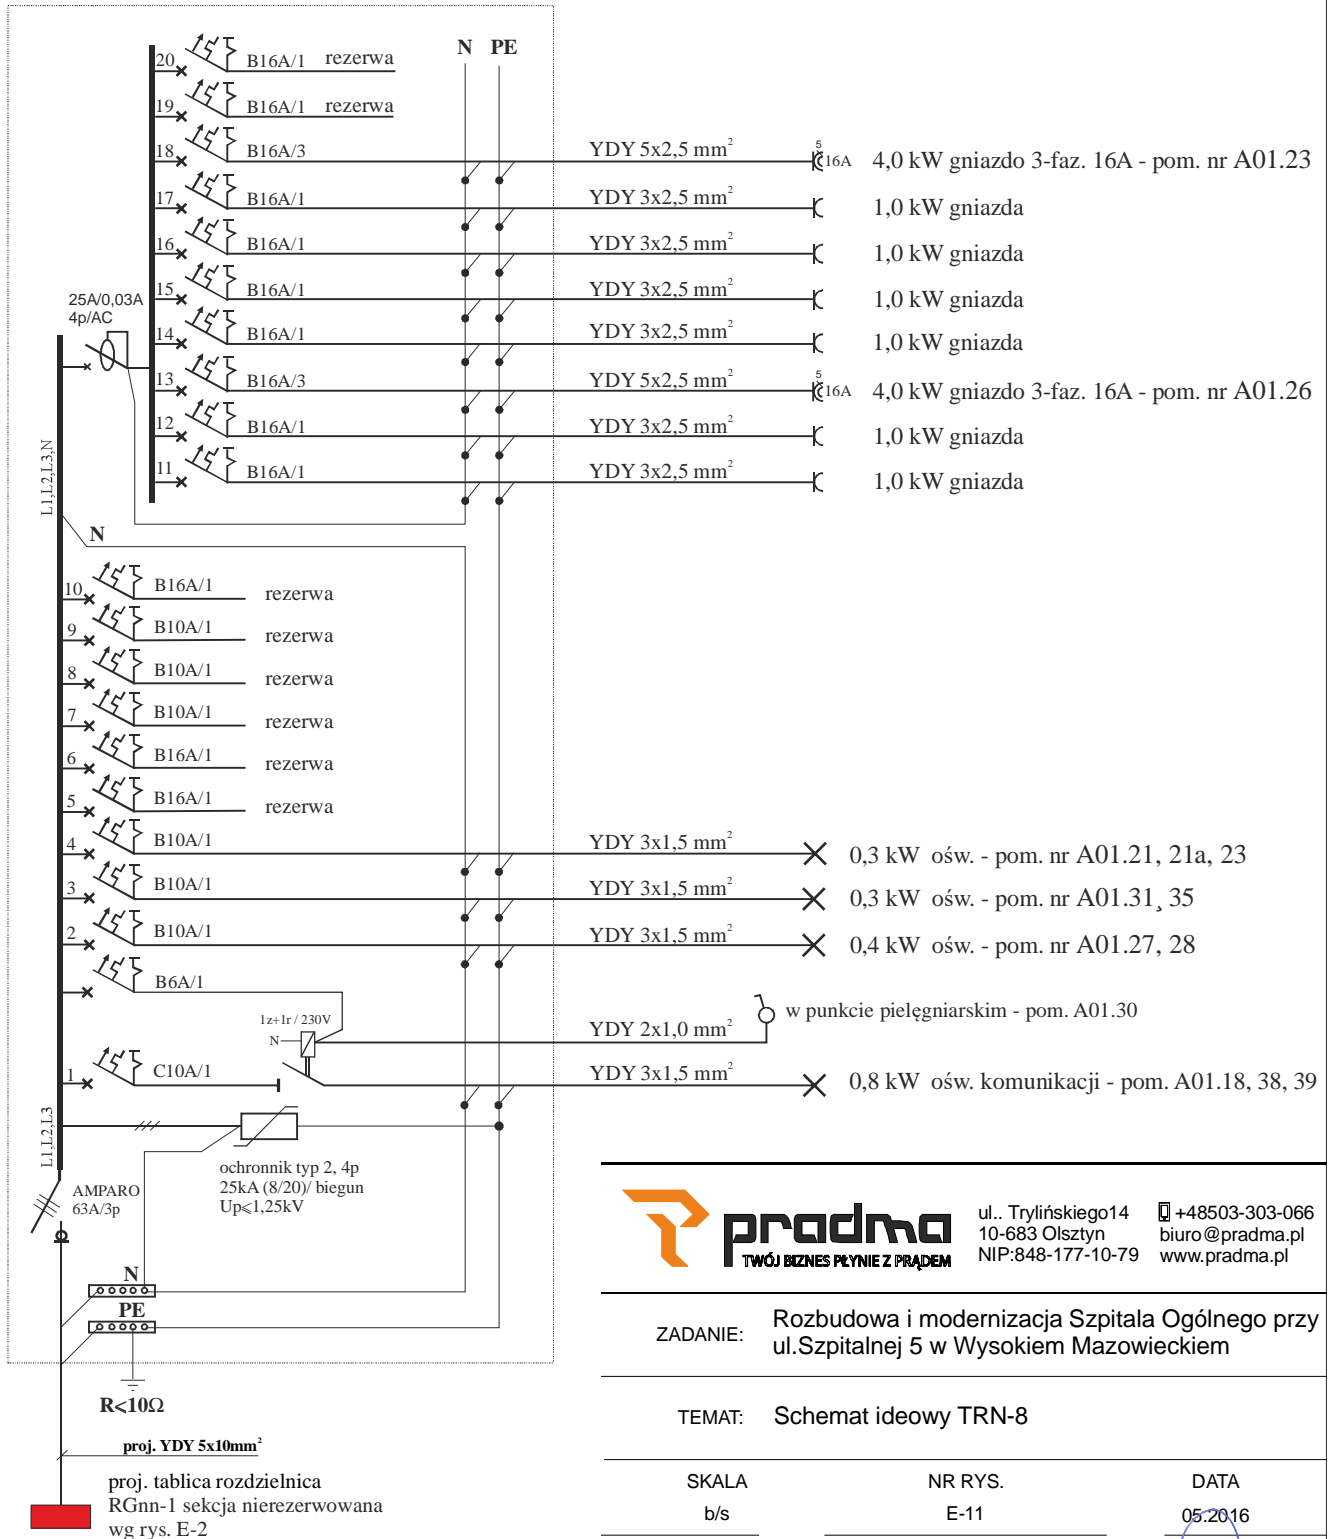 N PE
20 B16A/1 rezerwa
19 B16A/1 rezerwa
18 B16A/3 YDY 5x2,5 mm² 5 16A 4,0 kW gniazdo 3-faz. 16A - pom. nr A01.23
17 B16A/1 YDY 3x2,5 mm² 1,0 kW gniazda
16 B16A/1 YDY 3x2,5 mm² 1,0 kW gniazda
15 B16A/1 YDY 3x2,5 mm² 1,0 kW gniazda
25A/0,03A
4p/AC
14 B16A/1 YDY 3x2,5 mm² 1,0 kW gniazda
13 B16A/3 YDY 5x2,5 mm² 5 16A 4,0 kW gniazdo 3-faz. 16A - pom. nr A01.26
12 B16A/1 YDY 3x2,5 mm² 1,0 kW gniazda
11 B16A/1 YDY 3x2,5 mm² 1,0 kW gniazda
L1,L2,L3,N
N
10 B16A/1 rezerwa
9 B10A/1 rezerwa
8 B10A/1 rezerwa
7 B10A/1 rezerwa
6 B16A/1 rezerwa
5 B16A/1 rezerwa
4 B10A/1 YDY 3x1,5 mm² 0,3 kW ośw. - pom. nr A01.21, 21a, 23
3 B10A/1 YDY 3x1,5 mm² 0,3 kW ośw. - pom. nr A01.31, 35
2 B10A/1 YDY 3x1,5 mm² 0,4 kW ośw. - pom. nr A01.27, 28
B6A/1
1z+1r / 230V
N
YDY 2x1,0 mm² w punkcie pielęgniarskim - pom. A01.30
1 C10A/1 YDY 3x1,5 mm² 0,8 kW ośw. komunikacji - pom. A01.18, 38, 39
L1,L2,L3
ochronnik typ 2, 4p
25kA (8/20)/ biegun
Up≤1,25kV
AMPARO
63A/3p
N
PE
R<10Ω
proj. YDY 5x10mm²
proj. tablica rozdzielnica
RGnn-1 sekcja nierezerwowana
wg rys. E-2
pradma
TWÓJ BIZNES PŁYNIE Z PRĄDEM
ul.. Trylińskiego14
10-683 Olsztyn
NIP:848-177-10-79
+48503-303-066
biuro@pradma.pl
www.pradma.pl
ZADANIE: Rozbudowa i modernizacja Szpitala Ogólnego przy
ul.Szpitalnej 5 w Wysokiem Mazowieckiem
TEMAT: Schemat ideowy TRN-8
SKALA NR RYS. DATA
b/s E-11 05.2016